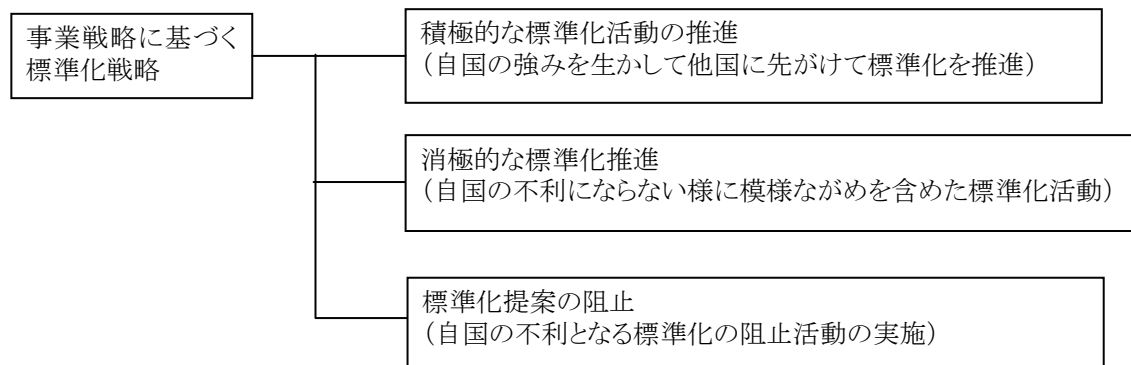 事業戦略に基づく
標準化戦略
積極的な標準化活動の推進
（自国の強みを生かして他国に先がけて標準化を推進）
消極的な標準化推進
（自国の不利にならない様に模様ながめを含めた標準化活動）
標準化提案の阻止
（自国の不利となる標準化の阻止活動の実施）